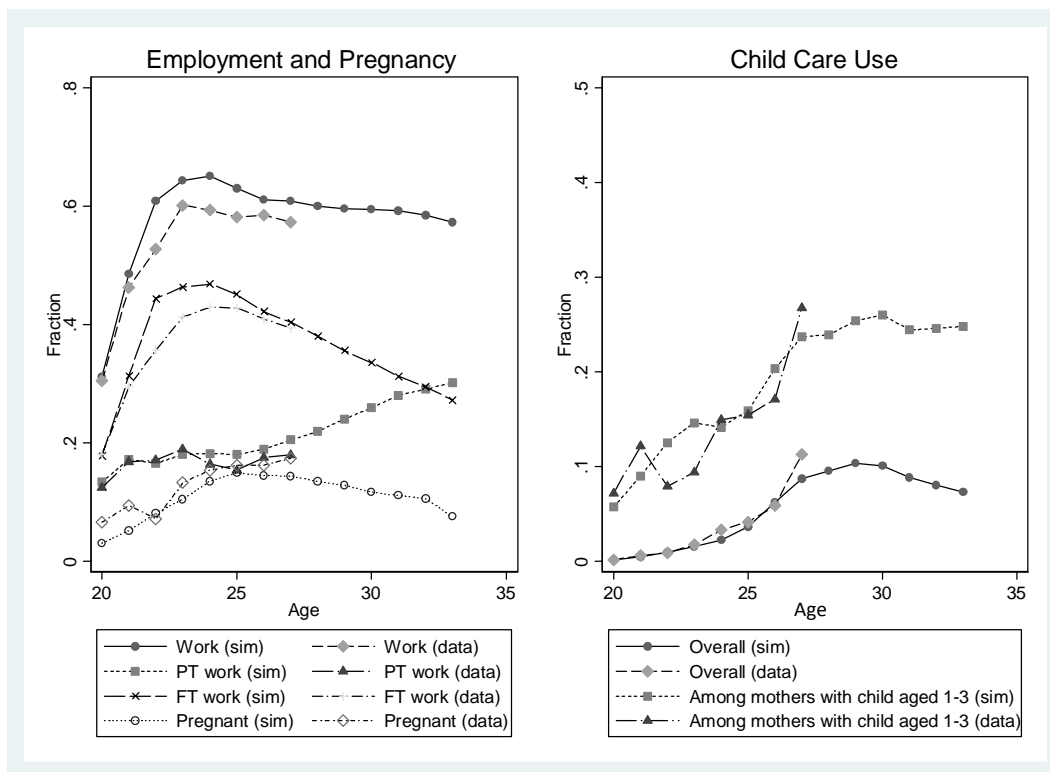 Employment and Pregnancy
Fraction
.8
.6
.4
.2
0
20 25 30 35
Age
Work (sim) Work (data)
PT work (sim) PT work (data)
FT work (sim) FT work (data)
Pregnant (sim) Pregnant (data)
Child Care Use
Fraction
.5
.4
.3
.2
.1
0
20 25 30 35
Age
Overall (sim)
Overall (data)
Among mothers with child aged 1-3 (sim)
Among mothers with child aged 1-3 (data)